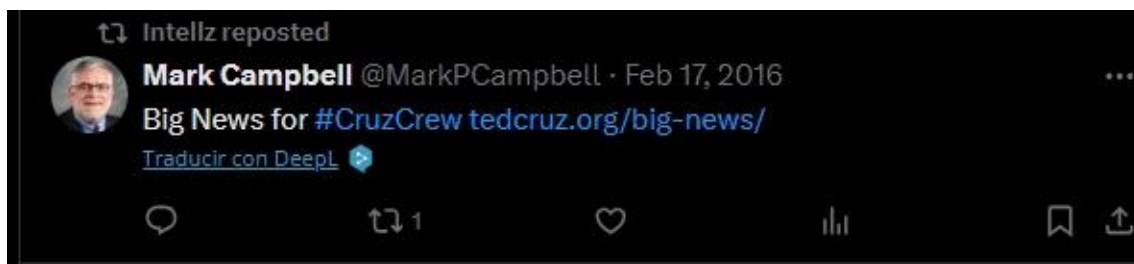 Intellz reposted
Mark Campbell @MarkPCampbell · Feb 17, 2016
Big News for #CruzCrew tedcruz.org/big-news/
Traducir con DeepL
1